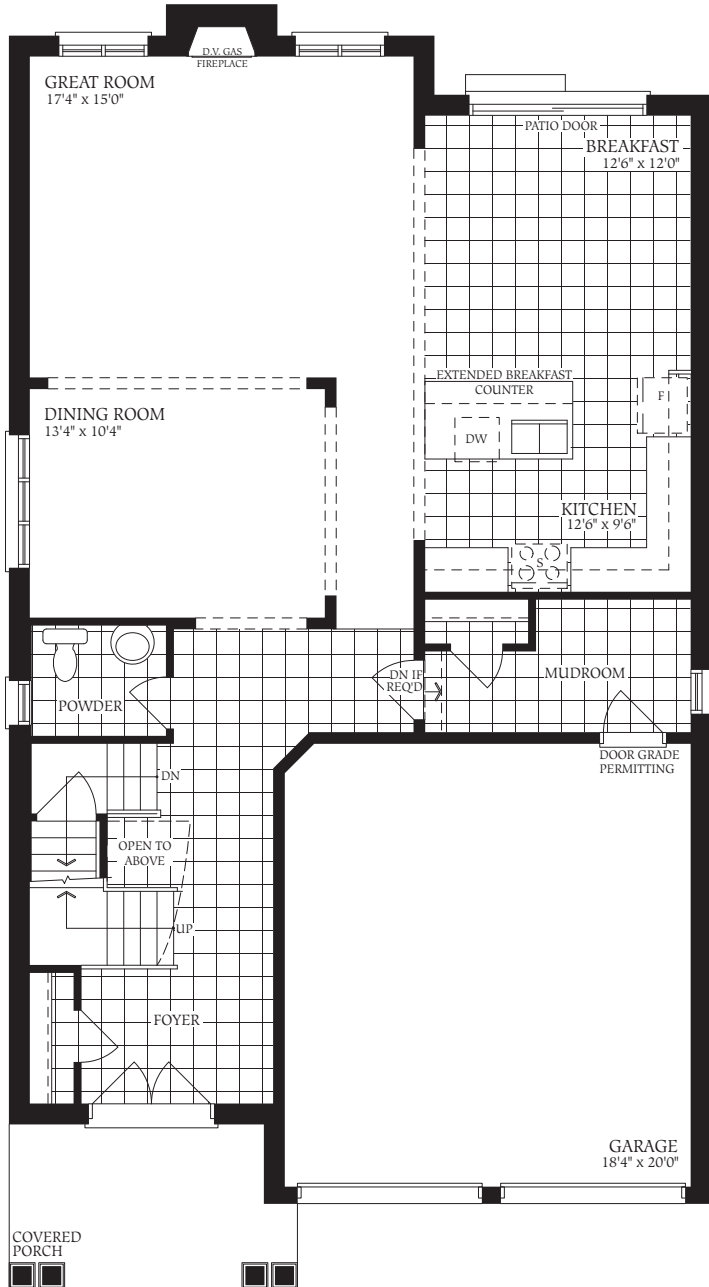 D.V. GAS
FIREPLACE
GREAT ROOM
17'4" x 15'0"
PATIO DOOR
BREAKFAST
12'6" x 12'0"
EXTENDED BREAKFAST
COUNTER
F
DW
DINING ROOM
13'4" x 10'4"
KITCHEN
12'6" x 9'6"
S
DN IF
REQ'D
MUDROOM
POWDER
DOOR GRADE
PERMITTING
DN
OPEN TO
ABOVE
UP
FOYER
GARAGE
18'4" x 20'0"
COVERED
PORCH